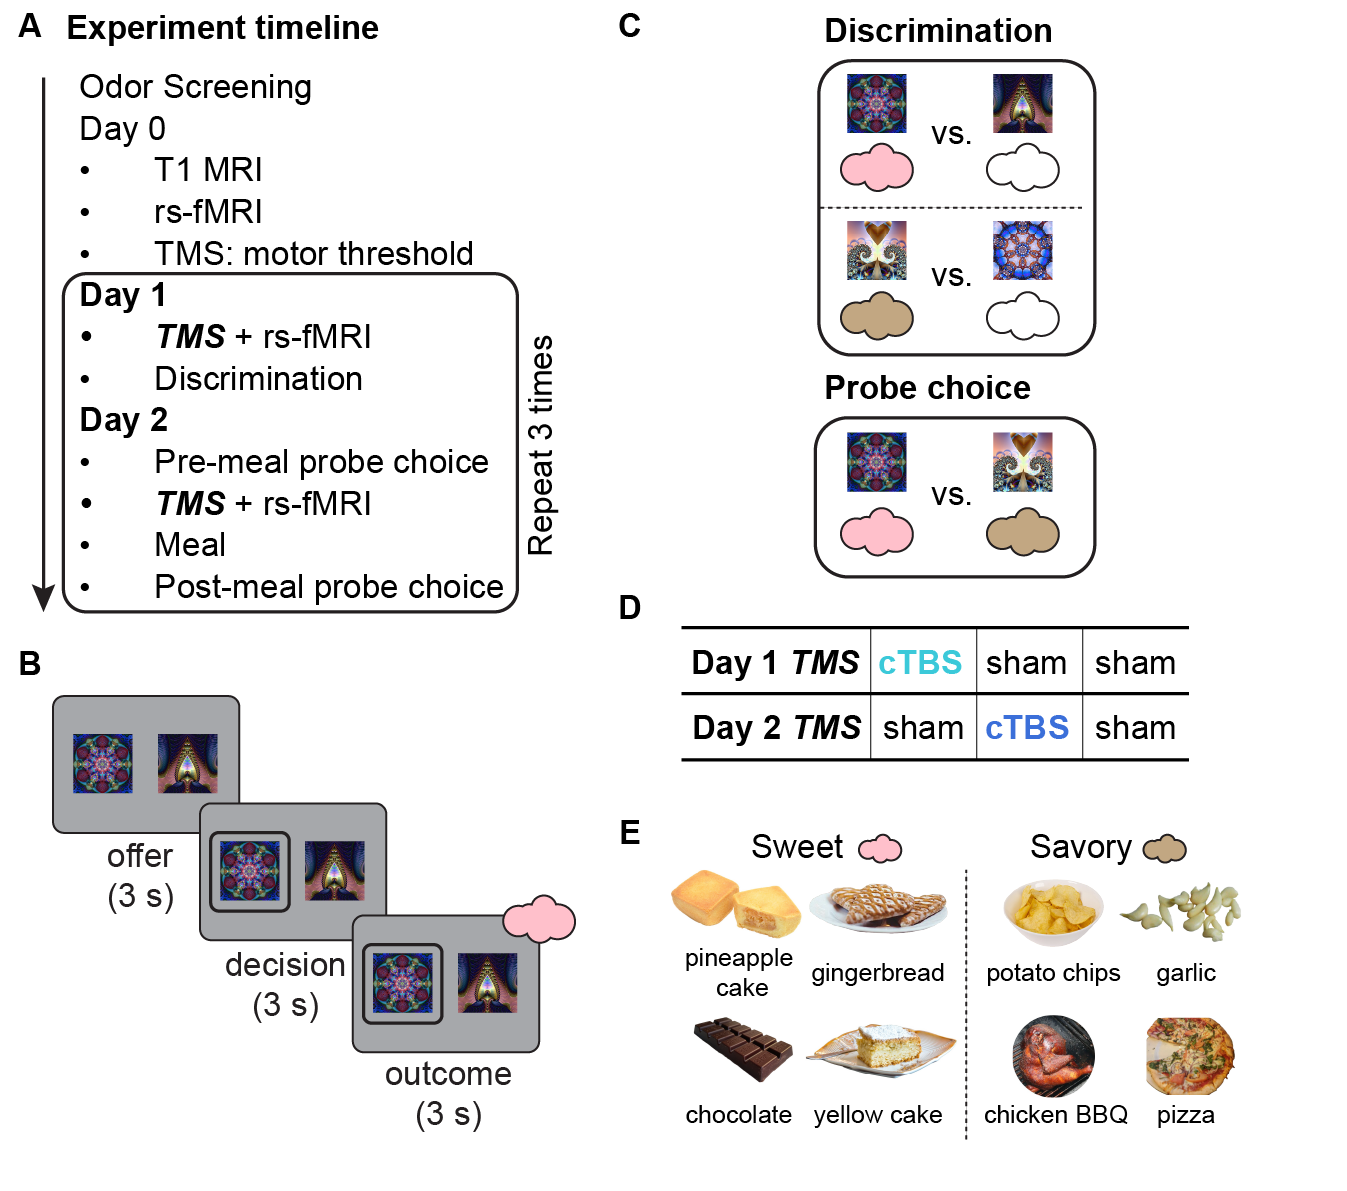 A Experiment timeline
Odor Screening
Day 0
• T1 MRI
• rs-fMRI
• TMS: motor threshold
Day 1
• TMS + rs-fMRI
• Discrimination
Day 2
• Pre-meal probe choice
• TMS + rs-fMRI
• Meal
• Post-meal probe choice
Repeat 3 times
B
offer
(3 s)
decision
(3 s)
outcome
(3 s)
C
Discrimination
vs.
vs.
Probe choice
vs.
D
Day 1 TMS cTBS sham sham
Day 2 TMS sham cTBS sham
E
Sweet
Savory
pineapple
cake
gingerbread
potato chips
garlic
chocolate
yellow cake
chicken BBQ
pizza